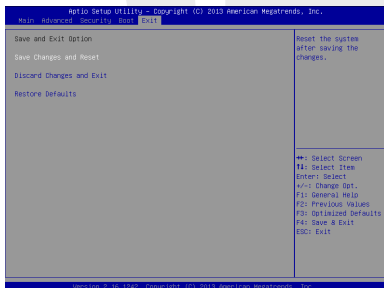 Aptio Setup Utility – Copyright (C) 2013 American Megatrends, Inc.
Main Advanced Security Boot Exit
Save and Exit Option
Save Changes and Reset
Discard Changes and Exit
Restore Defaults
Reset the system
after saving the
changes.
↔: Select Screen
↑↓: Select Item
Enter: Select
+/-: Change Opt.
F1: General Help
F2: Previous Values
F3: Optimized Defaults
F4: Save & Exit
ESC: Exit
Version 2.16.1242. Copyright (C) 2013 American Megatrends, Inc.